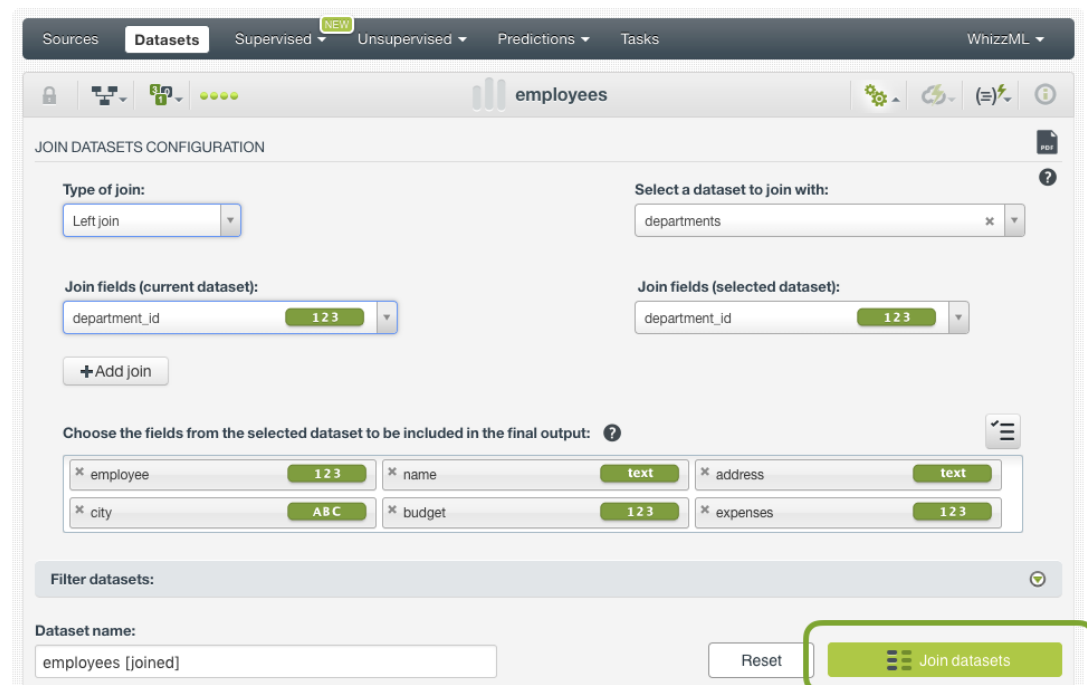 NEW
Sources Datasets Supervised Unsupervised Predictions Tasks WhizzML
employees
JOIN DATASETS CONFIGURATION
PDF
Type of join: Select a dataset to join with:
Left join departments
Join fields (current dataset): Join fields (selected dataset):
department_id 123 department_id 123
+Add join
Choose the fields from the selected dataset to be included in the final output:
employee 123 name text address text
city ABC budget 123 expenses 123
Filter datasets:
Dataset name:
employees [joined] Reset Join datasets